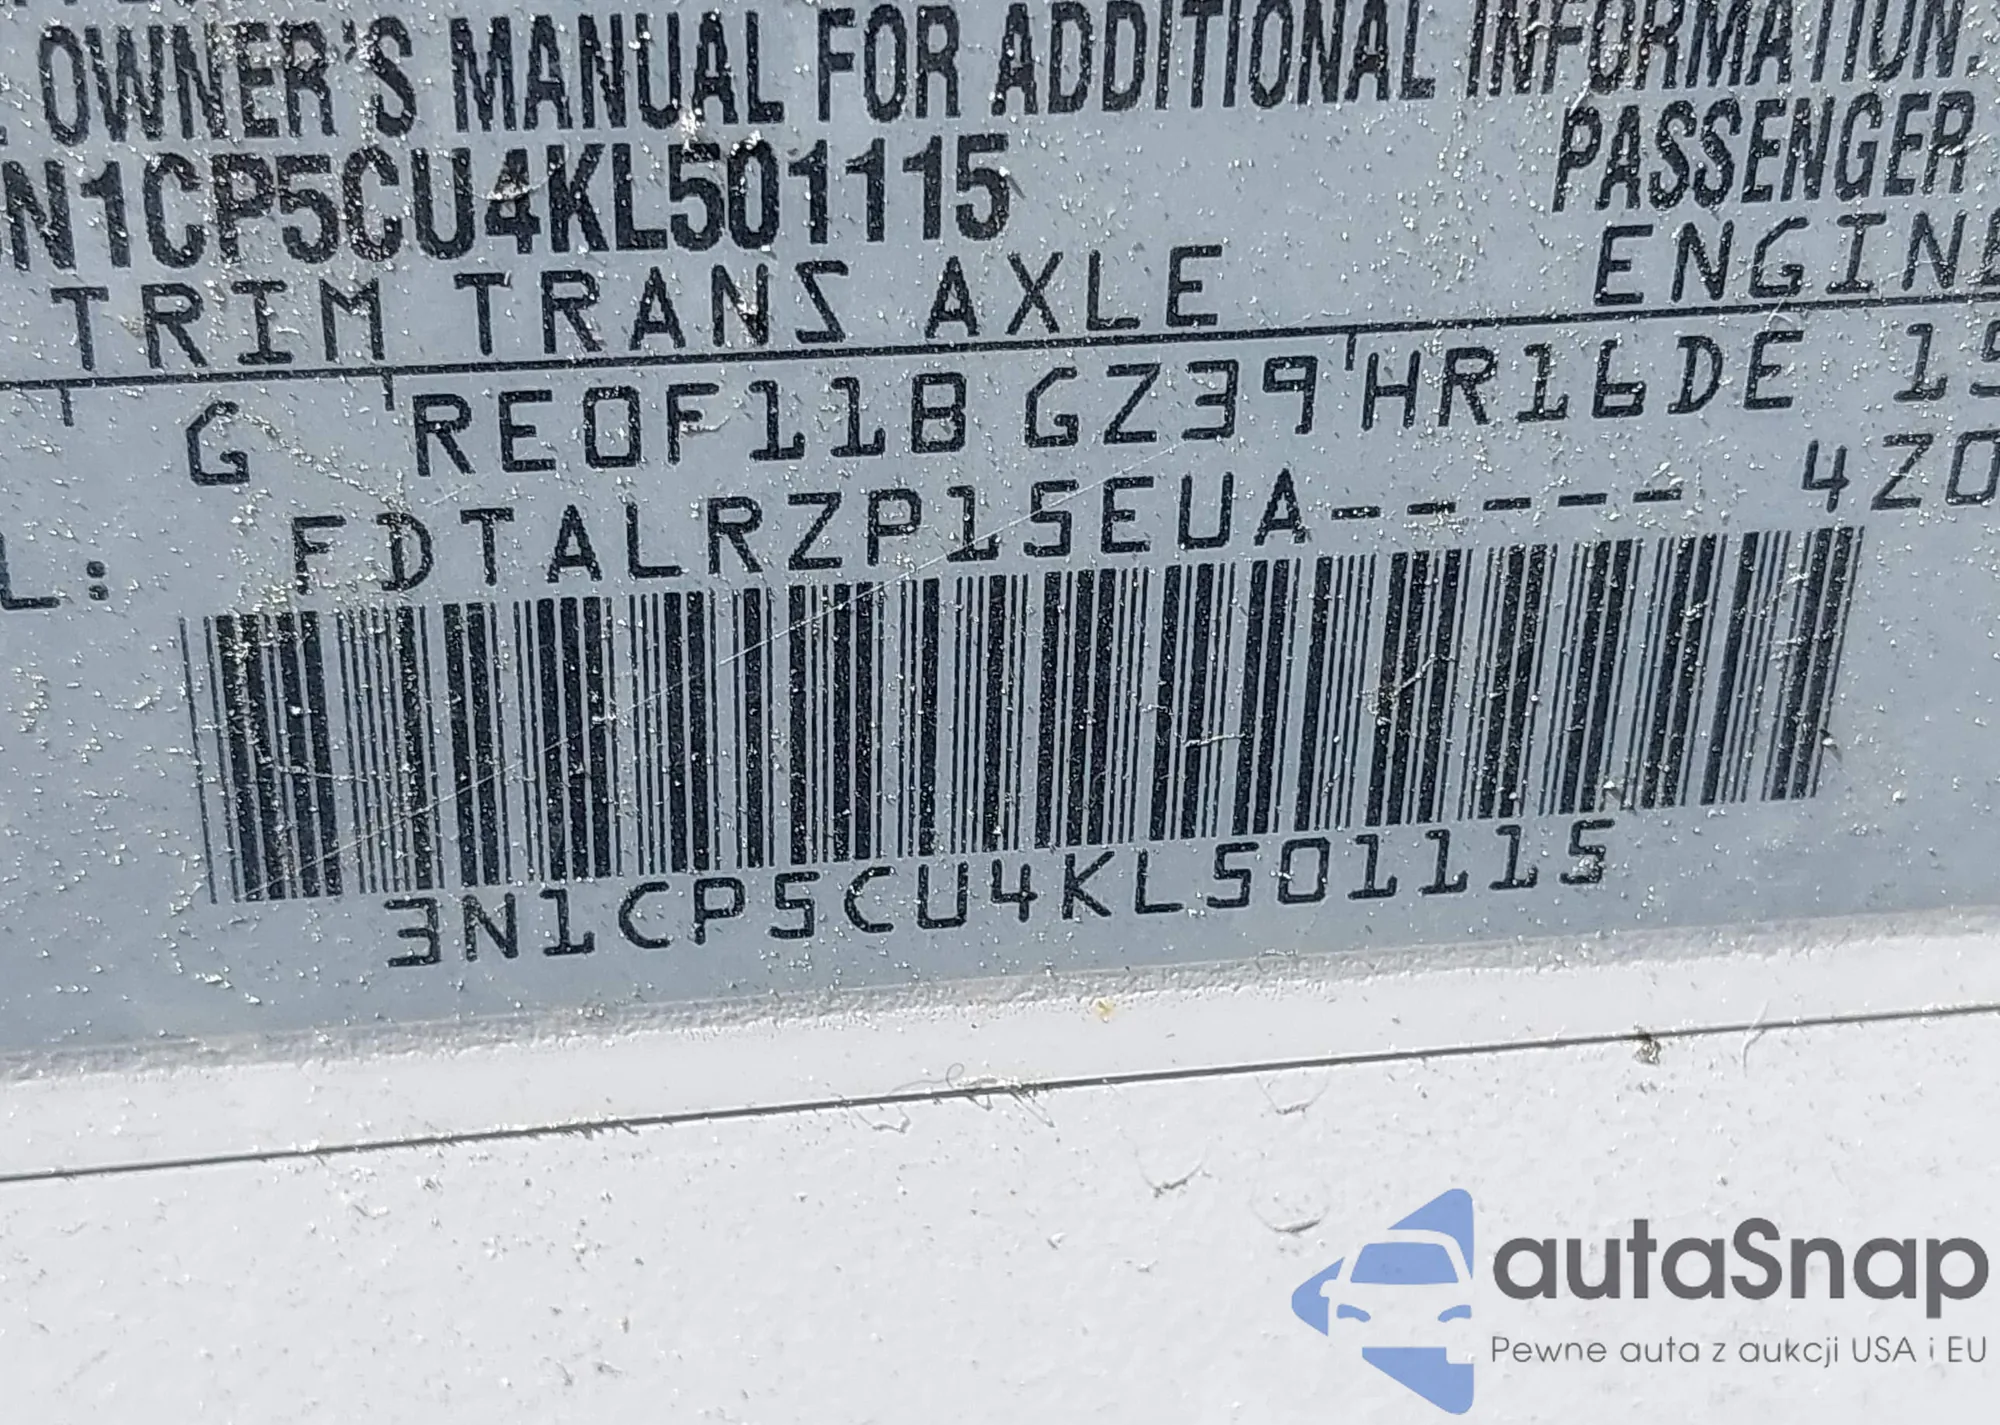 OWNER'S MANUAL FOR ADDITIONAL INFORMATION.
N1CP5CU4KL501115 PASSENGER
TRIM TRANS AXLE ENGINE
G RE0F11B GZ39 HR16DE 15
L: FDTALRZP15EUA----- 4Z0
3N1CP5CU4KL501115
autaSnap
Pewne auta z aukcji USA i EU